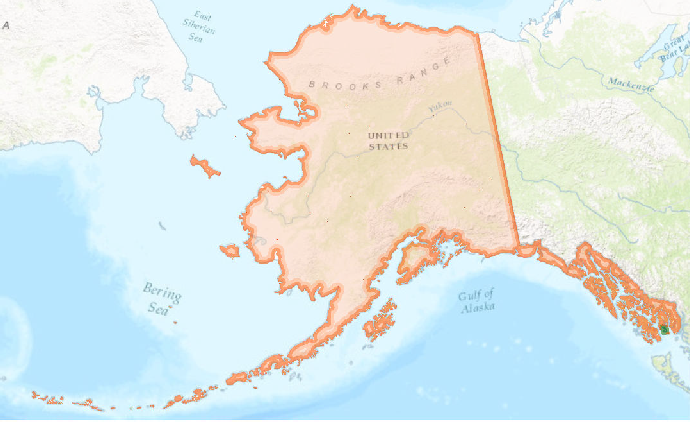 East
Siberian
Sea
A
Great
Bear Lake
Mackenzie
BROOKS RANGE
Yukon
UNITED
STATES
Bering
Sea
Gulf of
Alaska